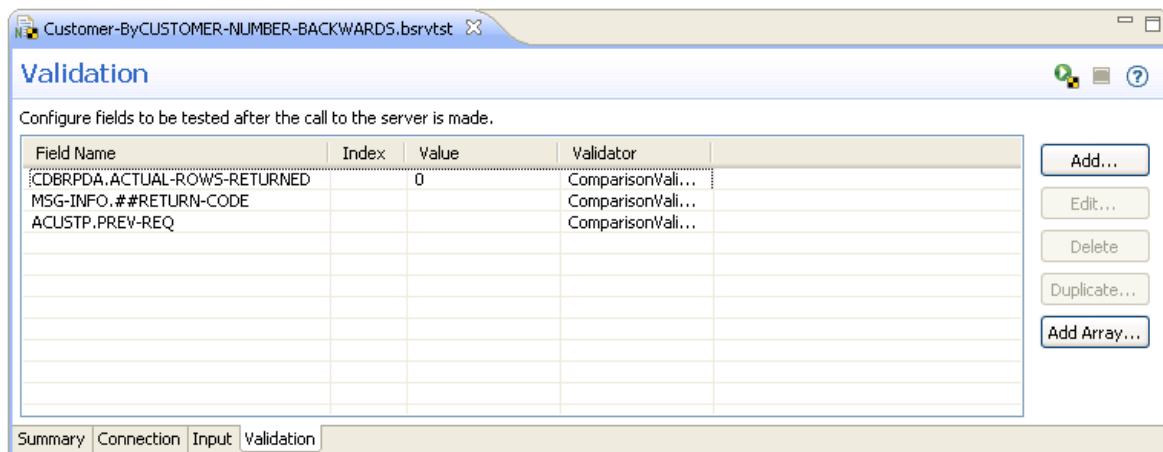 Customer-ByCUSTOMER-NUMBER-BACKWARDS.bsrvtst
Validation
Configure fields to be tested after the call to the server is made.
Field Name Index Value Validator
CDBRPDA.ACTUAL-ROWS-RETURNED 0 ComparisonVali...
MSG-INFO.##RETURN-CODE ComparisonVali...
ACUSTP.PREV-REQ ComparisonVali...
Add...
Edit...
Delete
Duplicate...
Add Array...
Summary Connection Input Validation